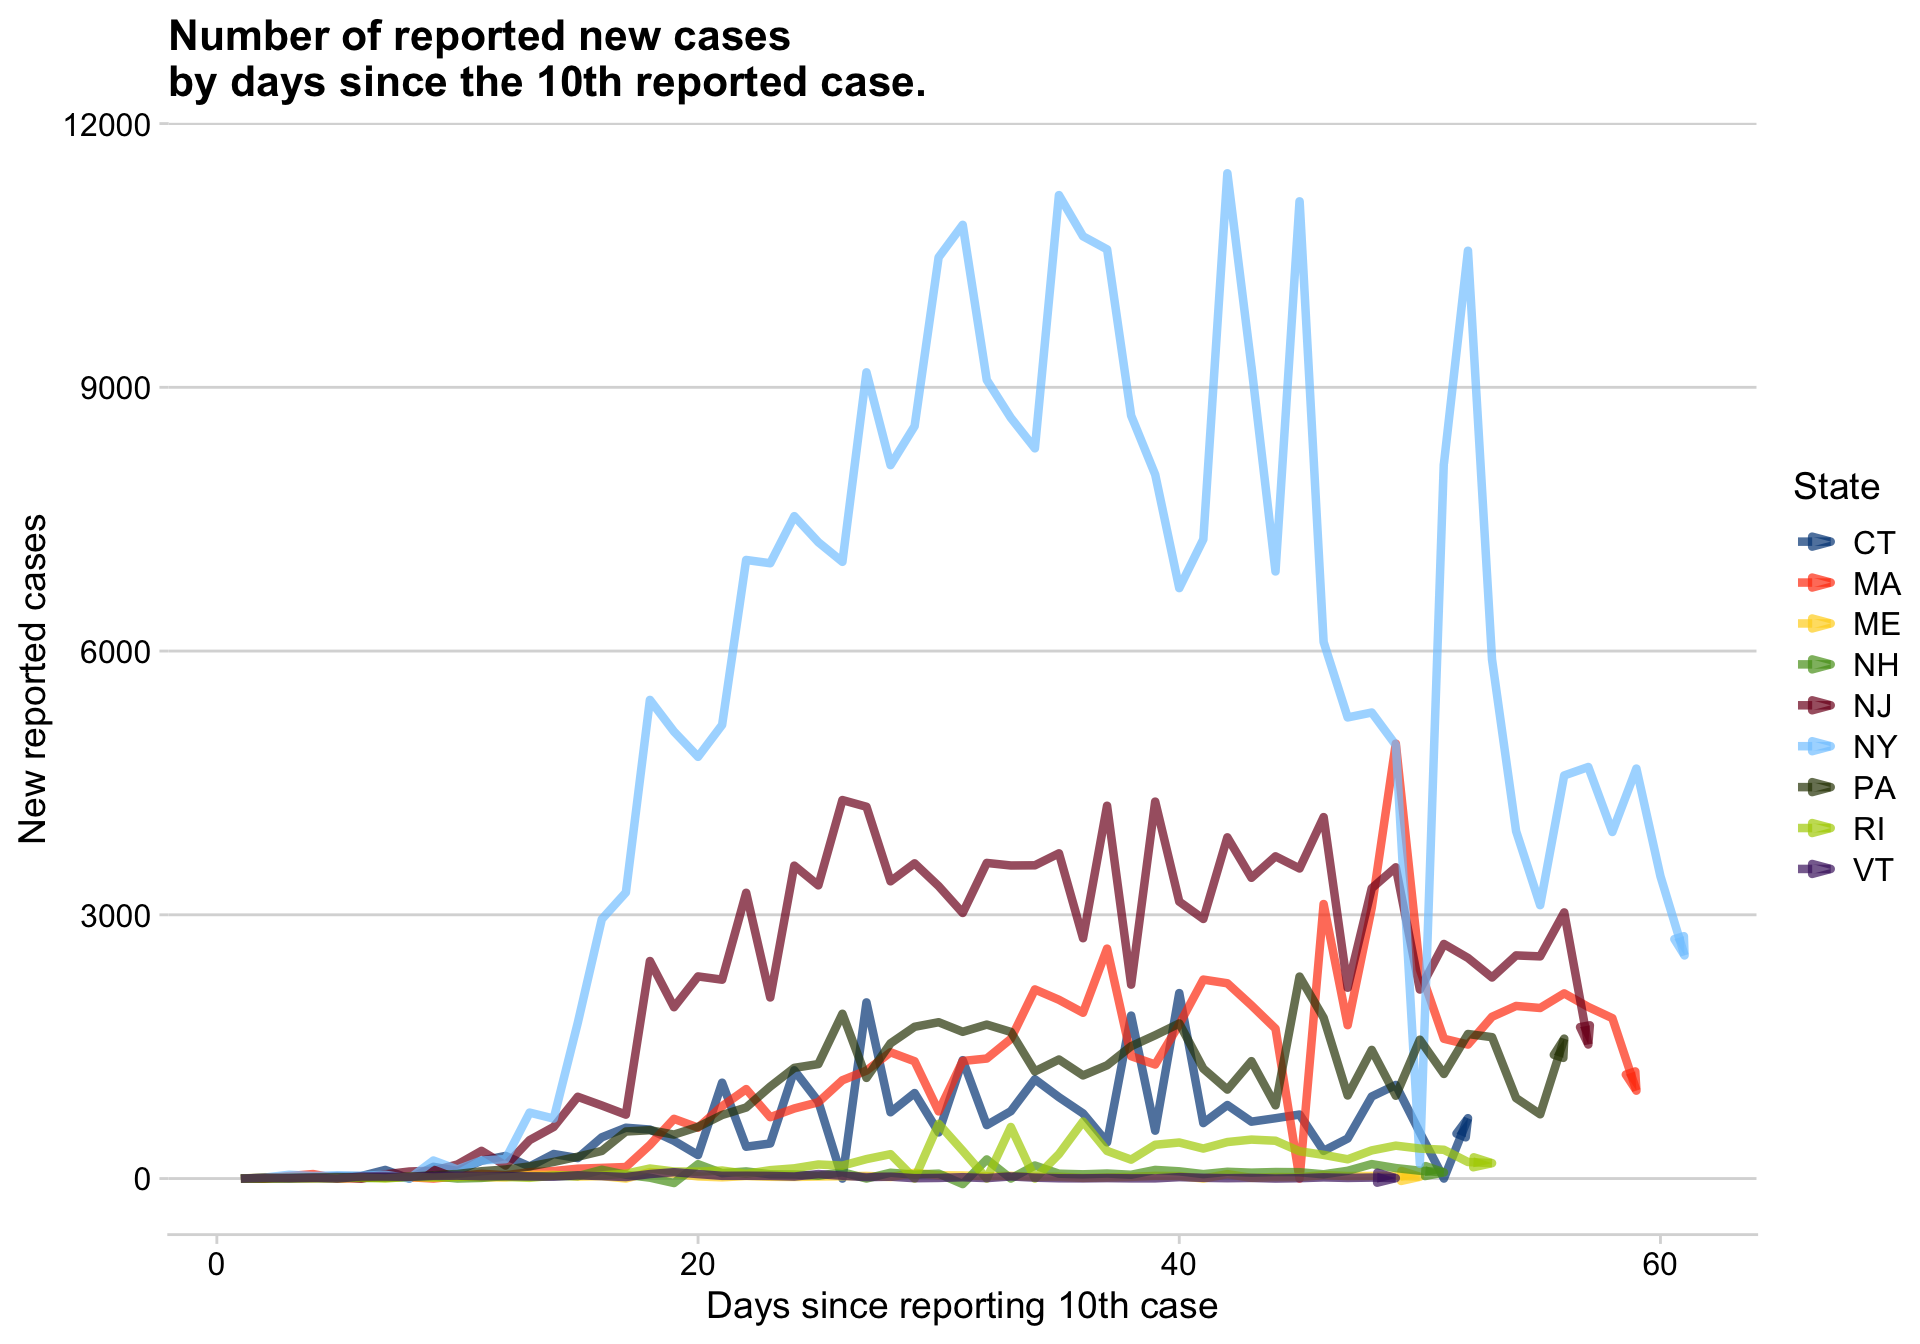 Number of reported new cases
by days since the 10th reported case.
12000
9000
6000
3000
0
New reported cases
0 20 40 60
Days since reporting 10th case
State
CT
MA
ME
NH
NJ
NY
PA
RI
VT